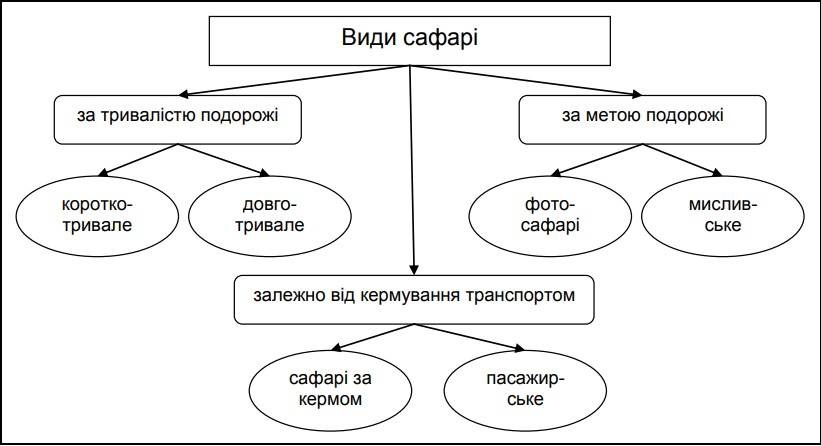 Види сафарі
за тривалістю подорожі
за метою подорожі
коротко-
тривале
довго-
тривале
фото-
сафарі
мислив-
ське
залежно від кермування транспортом
сафарі за
кермом
пасажир-
ське